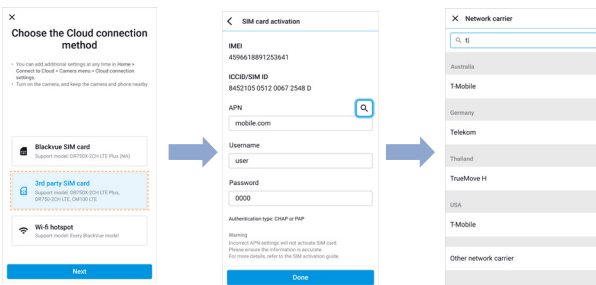 Choose the Cloud connection
method
• You can add additional settings at any time in Home >
Connect to Cloud > Camera menu > Cloud connection
settings.
• Turn on the camera, and keep the camera and phone nearby
Blackvue SIM card
Support model: DR750X-2CH LTE Plus (NA)
3rd party SIM card
Support model: DR750X-2CH LTE Plus,
DR750-2CH LTE, CM100 LTE
Wi-fi hotspot
Support model: Every BlackVue model
Next
SIM card activation
IMEI
4596618891253641
ICCID/SIM ID
8452105 0512 0067 2548 D
APN
mobile.com
Username
user
Password
0000
Authentication type: CHAP or PAP
Warning
Incorrect APN settings will not activate SIM card.
Please ensure the information is accurate.
For more details, refer to the SIM activation guide.
Done
Network carrier
t
Australia
T-Mobile
Germany
Telekom
Thailand
TrueMove H
USA
T-Mobile
Other network carrier